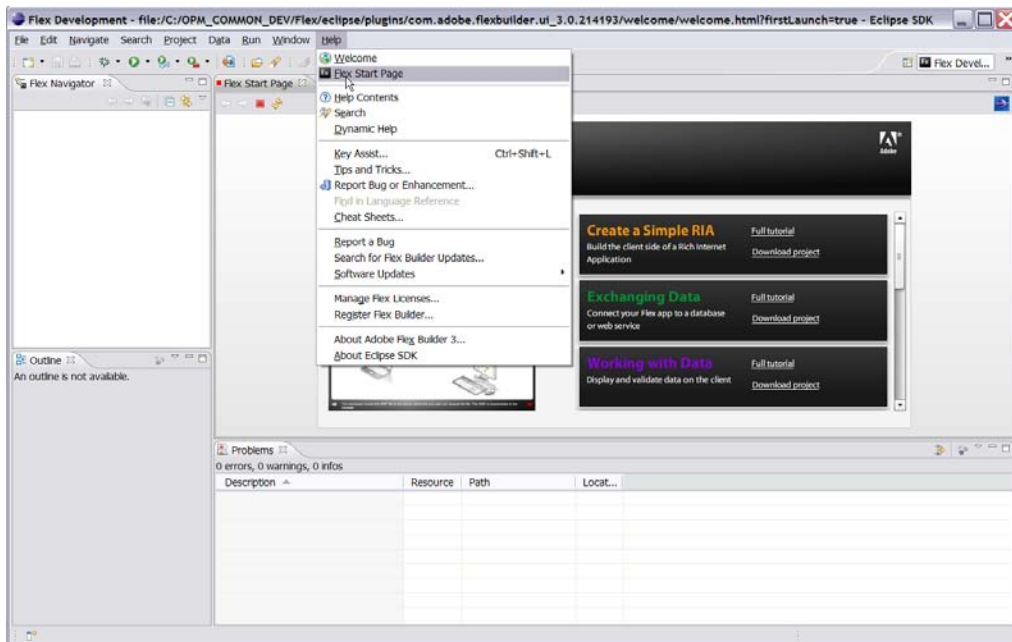 Flex Development - file:/C:/OPM_COMMON_DEV/Flex/eclipse/plugins/com.adobe.flexbuilder.ui_3.0.214193/welcome/welcome.html?firstLaunch=true - Eclipse SDK
File Edit Navigate Search Project Data Run Window Help
Flex Devel...
Flex Navigator
Flex Start Page
Welcome
Flex Start Page
Help Contents
Search
Dynamic Help
Key Assist... Ctrl+Shift+L
Tips and Tricks...
Report Bug or Enhancement...
Find in Language Reference
Cheat Sheets...
Report a Bug
Search for Flex Builder Updates...
Software Updates
Manage Flex Licenses...
Register Flex Builder...
About Adobe Flex Builder 3...
About Eclipse SDK
Adobe
Create a Simple RIA
Build the client side of a Rich Internet
Application
Full tutorial
Download project
Exchanging Data
Connect your Flex app to a database
or web service
Full tutorial
Download project
Working with Data
Display and validate data on the client
Full tutorial
Download project
Outline
An outline is not available.
Problems
0 errors, 0 warnings, 0 infos
Description Resource Path Locat...